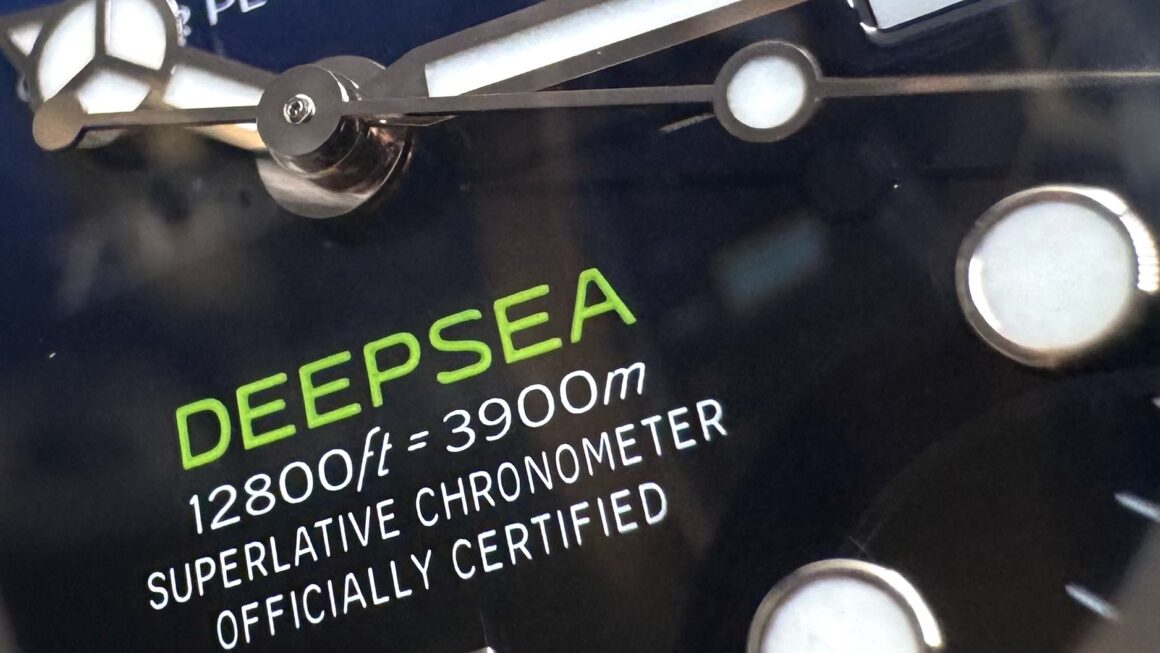 DEEPSEA
12800ft = 3900m
SUPERLATIVE CHRONOMETER
OFFICIALLY CERTIFIED